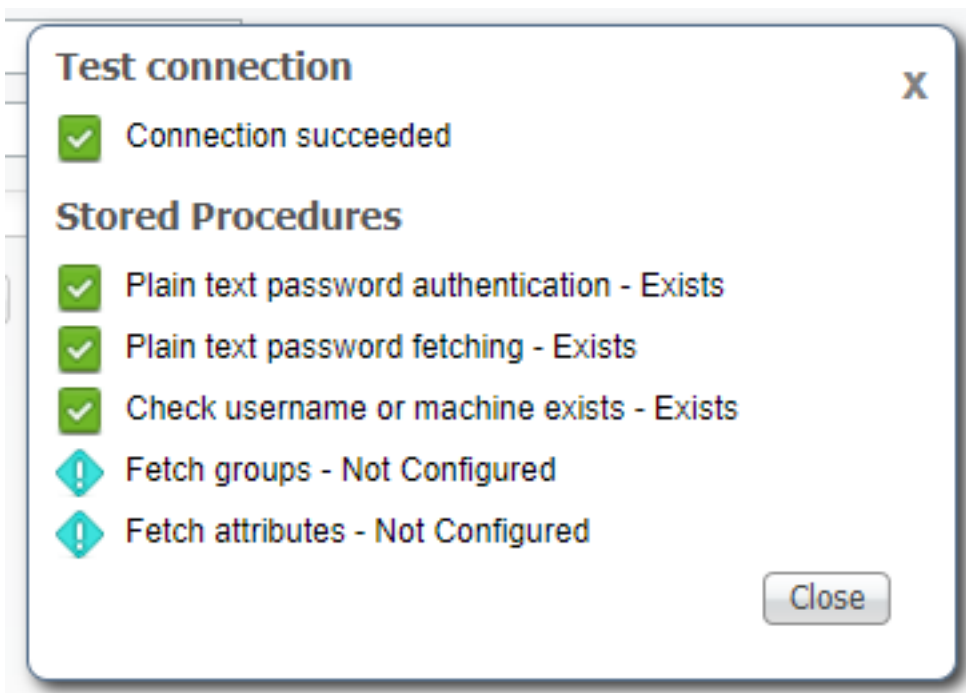 Test connection
X
Connection succeeded
Stored Procedures
Plain text password authentication - Exists
Plain text password fetching - Exists
Check username or machine exists - Exists
Fetch groups - Not Configured
Fetch attributes - Not Configured
Close